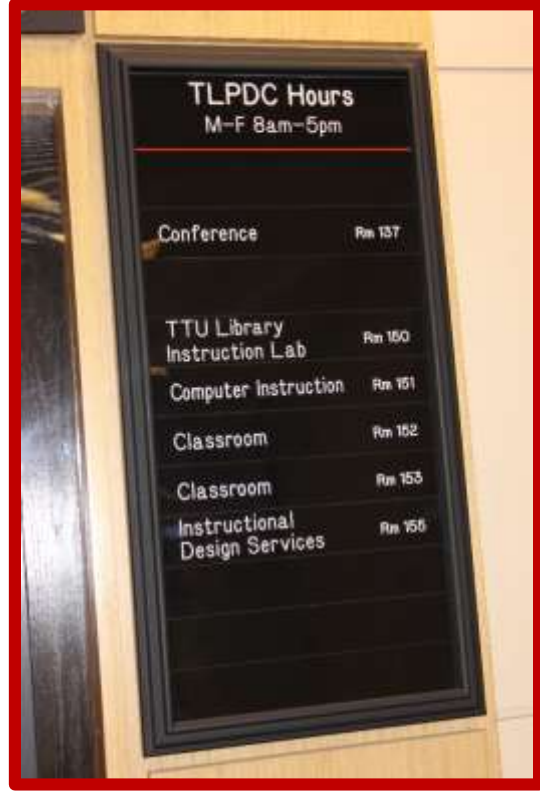 TLPDC Hours
M-F 8am-5pm
Conference Rm 137
TTU Library
Instruction Lab Rm 150
Computer Instruction Rm 151
Classroom Rm 152
Classroom Rm 153
Instructional
Design Services Rm 155